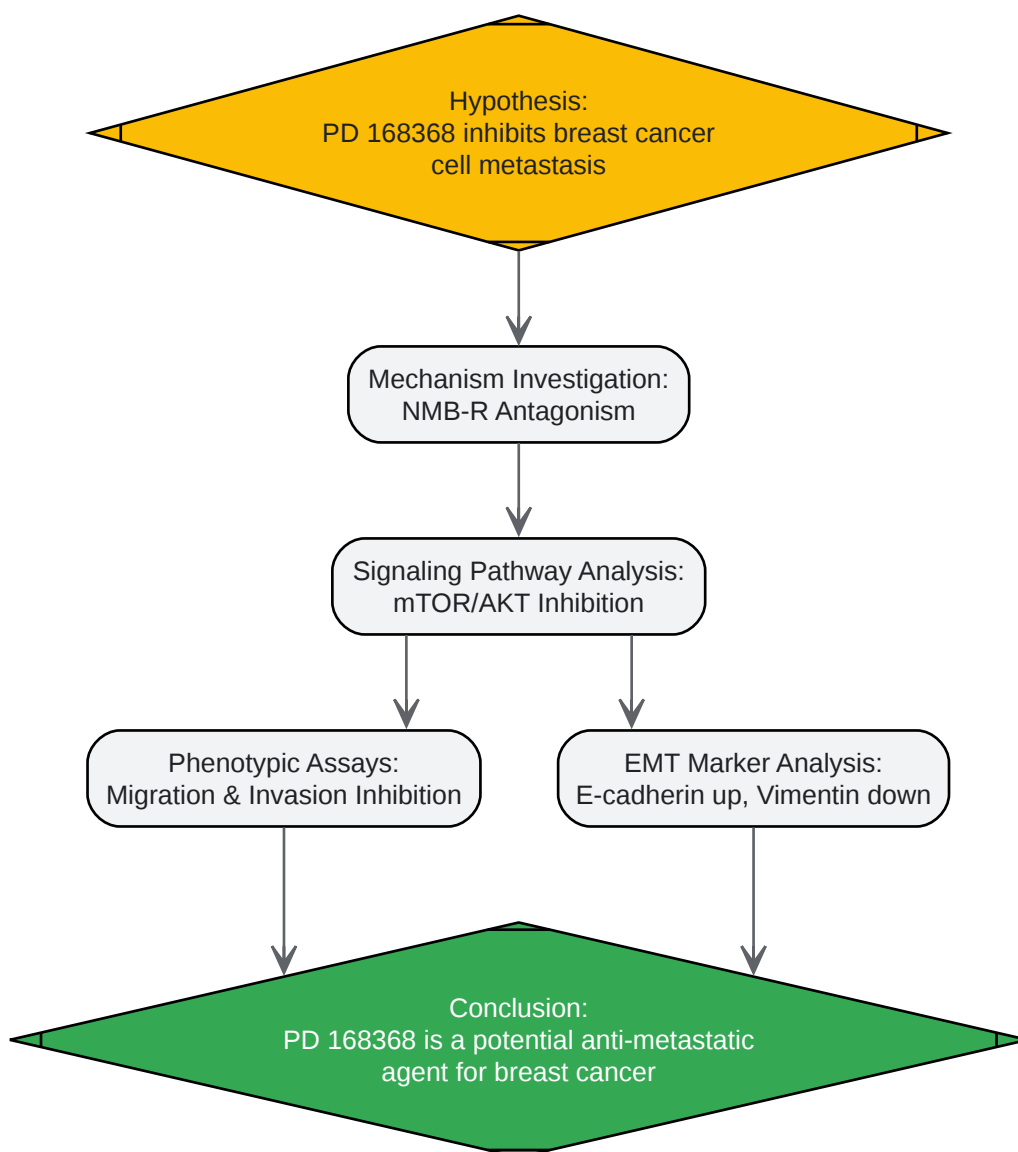 Hypothesis:
PD 168368 inhibits breast cancer
cell metastasis
Mechanism Investigation:
NMB-R Antagonism
Signaling Pathway Analysis:
mTOR/AKT Inhibition
Phenotypic Assays:
Migration & Invasion Inhibition
EMT Marker Analysis:
E-cadherin up, Vimentin down
Conclusion:
PD 168368 is a potential anti-metastatic
agent for breast cancer